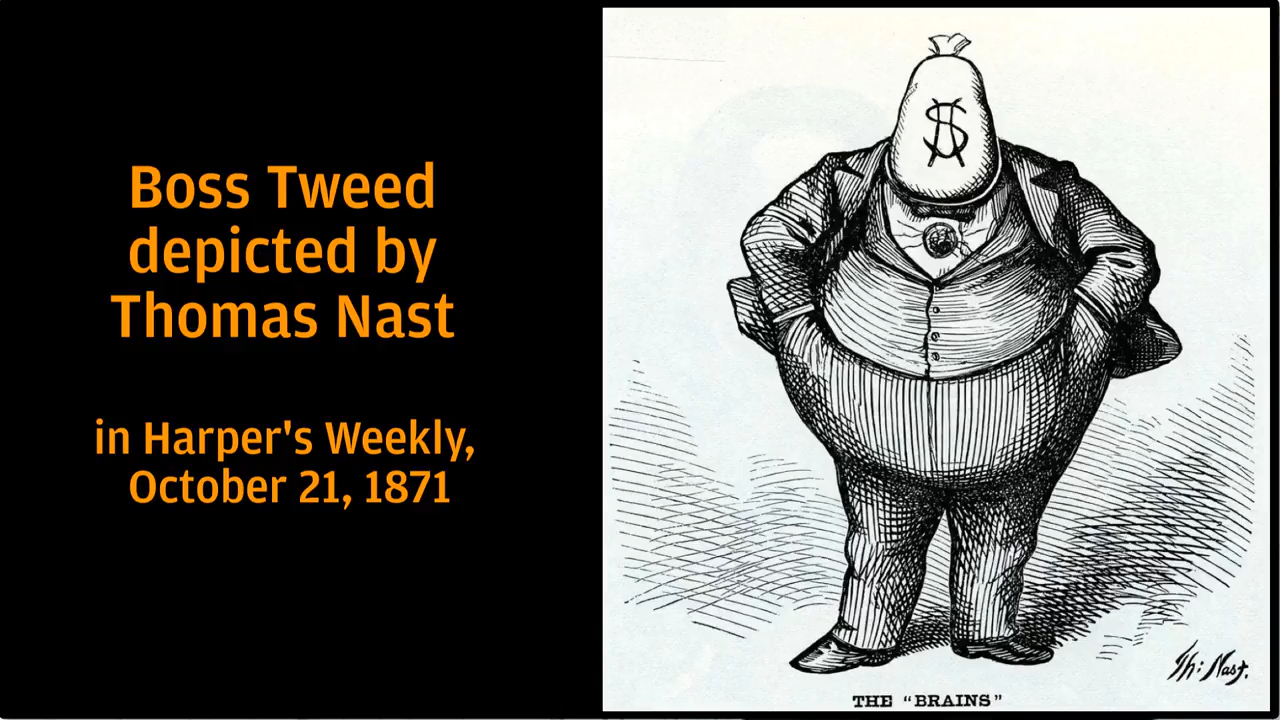 Boss Tweed
depicted by
Thomas Nast
in Harper's Weekly,
October 21, 1871
$
Th: Nast.
THE “BRAINS”